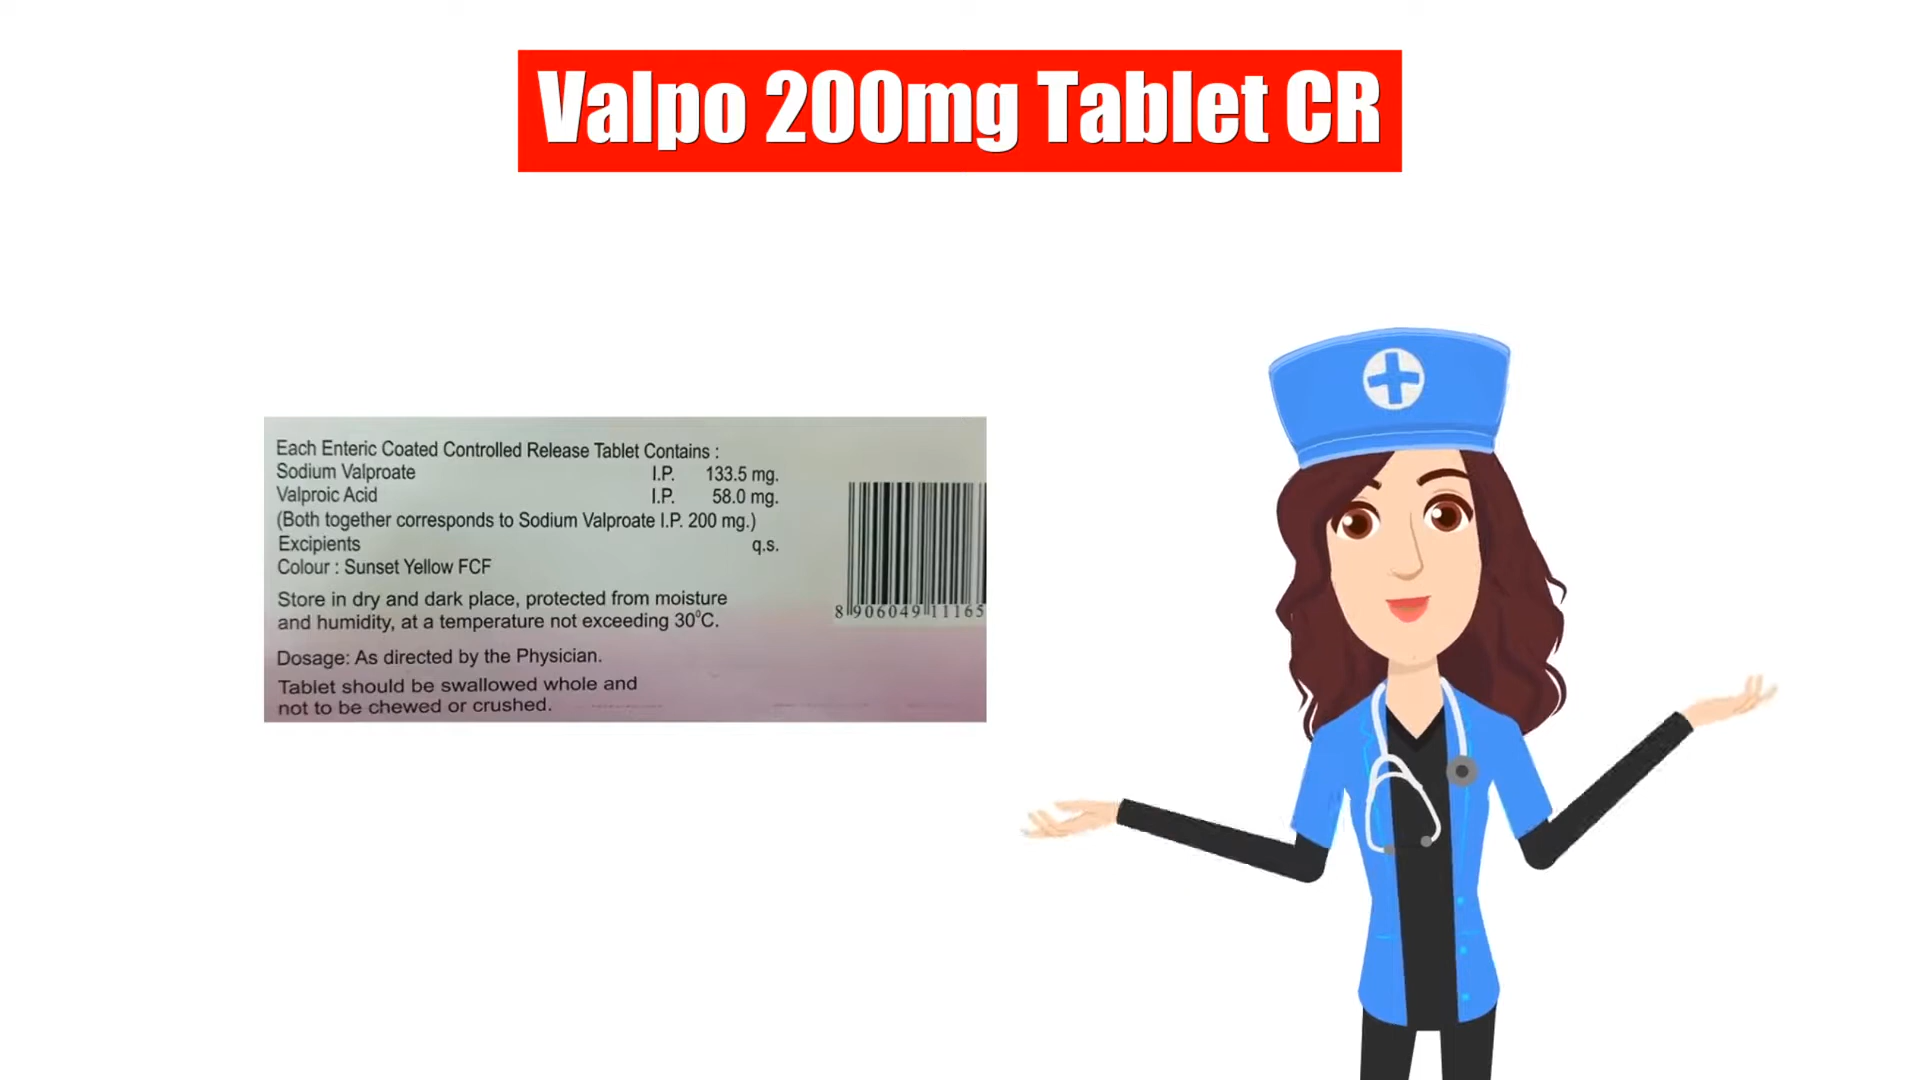 Valpo 200mg Tablet CR
Each Enteric Coated Controlled Release Tablet Contains :
Sodium Valproate I.P. 133.5 mg.
Valproic Acid I.P. 58.0 mg.
(Both together corresponds to Sodium Valproate I.P. 200 mg.)
Excipients q.s.
Colour : Sunset Yellow FCF
8 906049 11165
Store in dry and dark place, protected from moisture
and humidity, at a temperature not exceeding 30°C.
Dosage: As directed by the Physician.
Tablet should be swallowed whole and
not to be chewed or crushed.